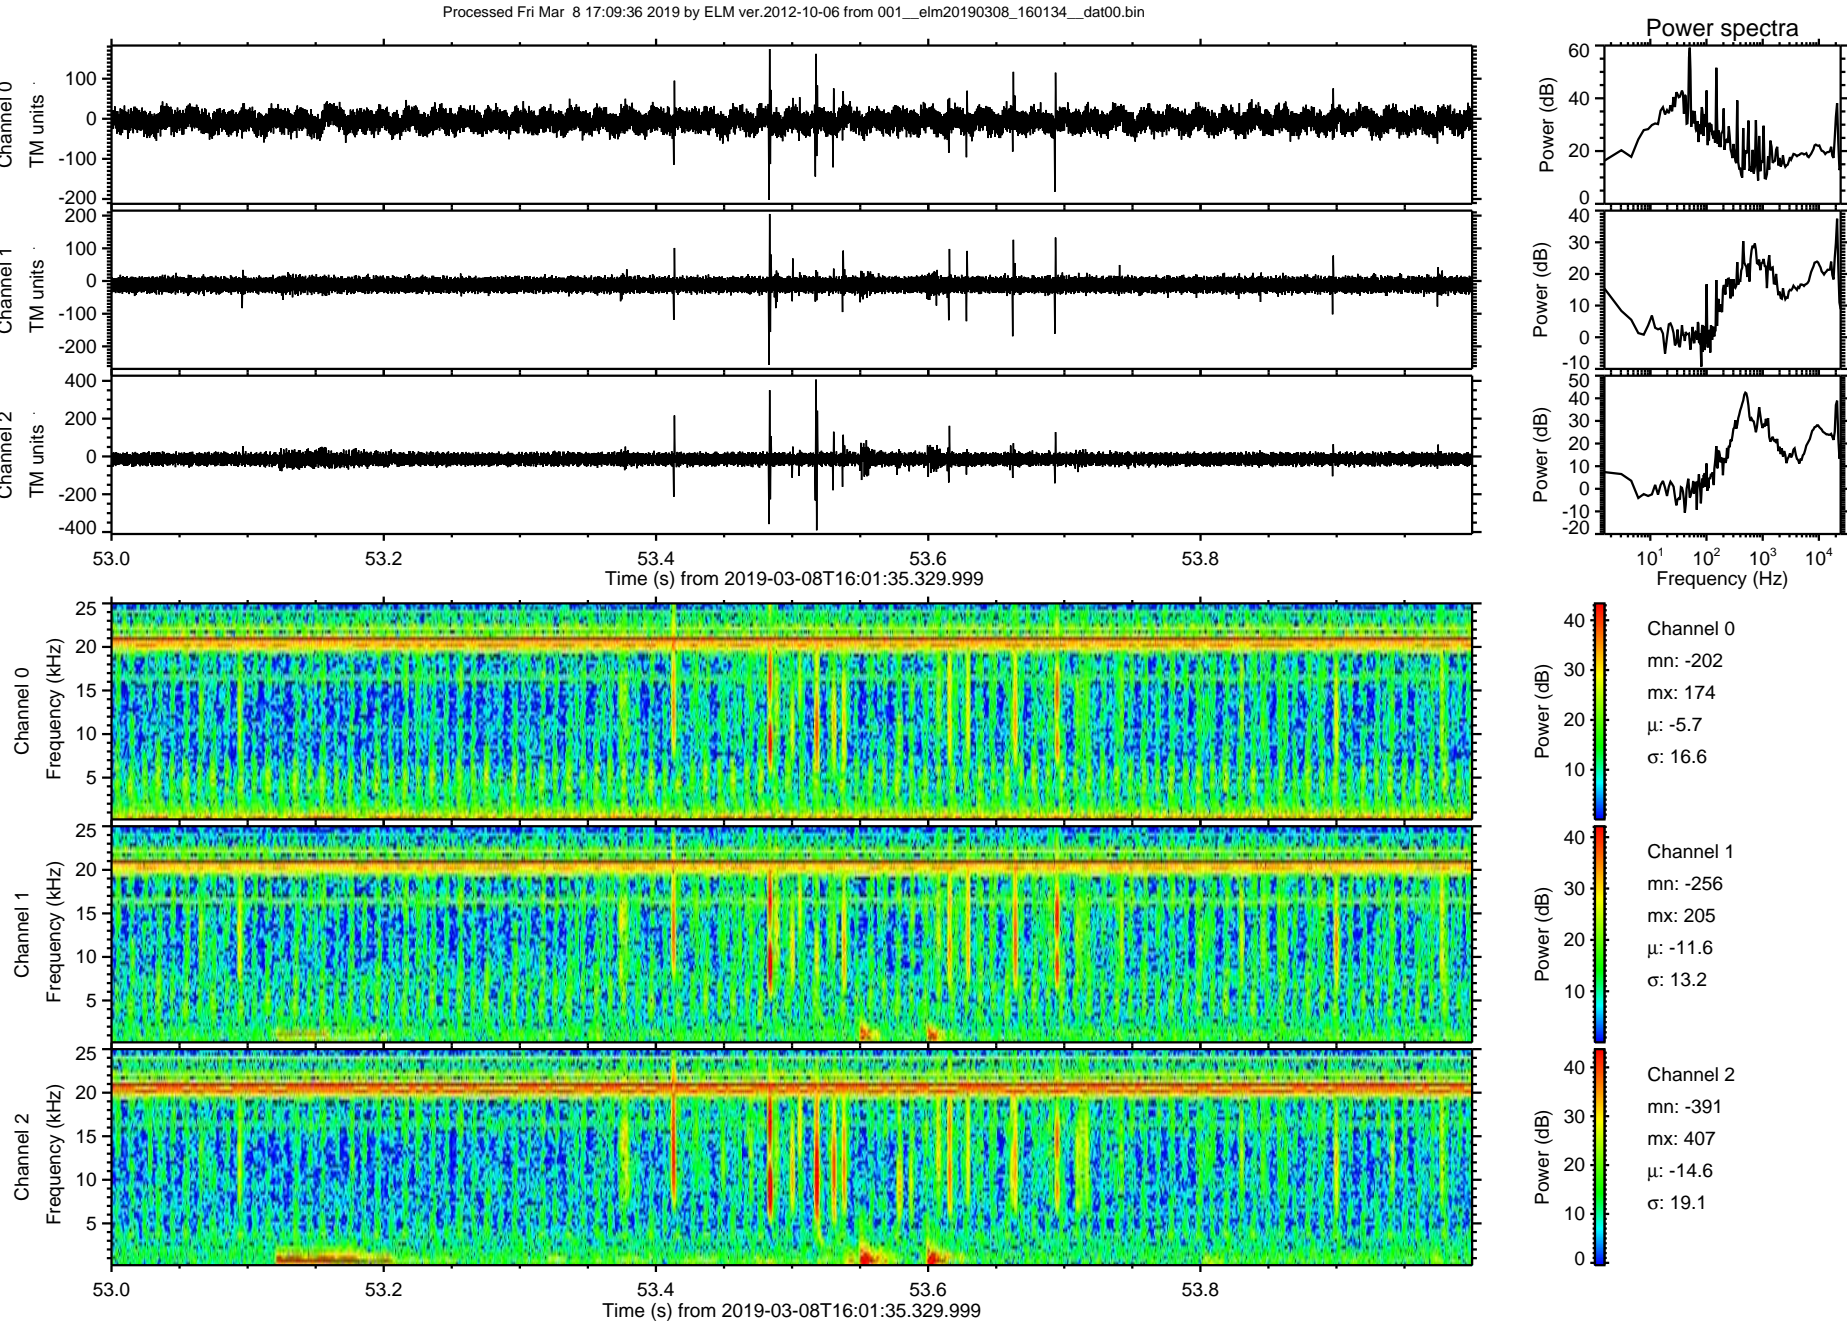 Processed Fri Mar  8 17:09:36 2019 by ELM ver.2012-10-06 from 001__elm20190308_160134__dat00.bin
Power spectra
Channel 0
TM units
100
0
-100
-200
Power (dB)
60
40
20
0
Channel 1
TM units
200
100
0
-100
-200
Power (dB)
40
30
20
10
0
-10
Channel 2
TM units
400
200
0
-200
-400
Power (dB)
50
40
30
20
10
0
-10
-20
53.0 53.2 53.4 53.6 53.8
Time (s) from 2019-03-08T16:01:35.329.999
10¹ 10² 10³ 10⁴
Frequency (Hz)
Channel 0
Frequency (kHz)
25
20
15
10
5
Power (dB)
40
30
20
10
Channel 0
mn: -202
mx: 174
μ: -5.7
σ: 16.6
Channel 1
Frequency (kHz)
25
20
15
10
5
Power (dB)
40
30
20
10
Channel 1
mn: -256
mx: 205
μ: -11.6
σ: 13.2
Channel 2
Frequency (kHz)
25
20
15
10
5
Power (dB)
40
30
20
10
0
Channel 2
mn: -391
mx: 407
μ: -14.6
σ: 19.1
53.0 53.2 53.4 53.6 53.8
Time (s) from 2019-03-08T16:01:35.329.999